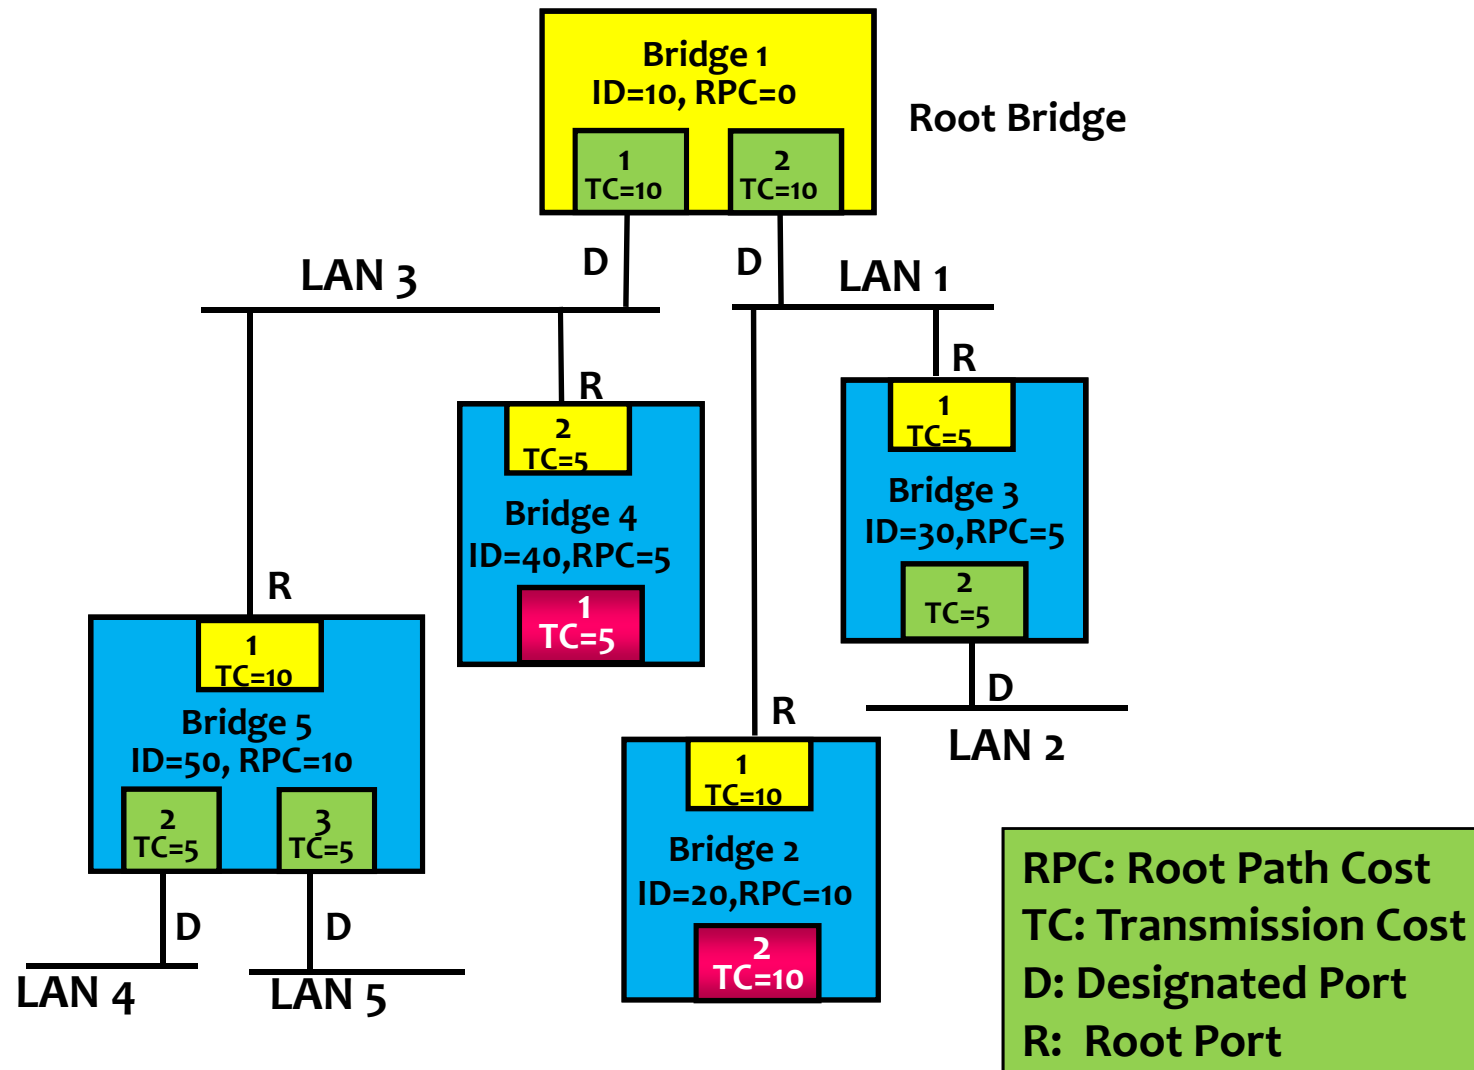 Bridge 1
ID=10, RPC=0
Root Bridge
1
TC=10
2
TC=10
D
D
LAN 3
LAN 1
R
R
1
TC=5
2
TC=5
Bridge 3
ID=30,RPC=5
Bridge 4
ID=40,RPC=5
2
TC=5
R
1
TC=5
1
TC=10
D
R
LAN 2
Bridge 5
ID=50, RPC=10
1
TC=10
2
TC=5
3
TC=5
Bridge 2
ID=20,RPC=10
D
D
2
TC=10
LAN 4
LAN 5
RPC: Root Path Cost
TC: Transmission Cost
D: Designated Port
R: Root Port